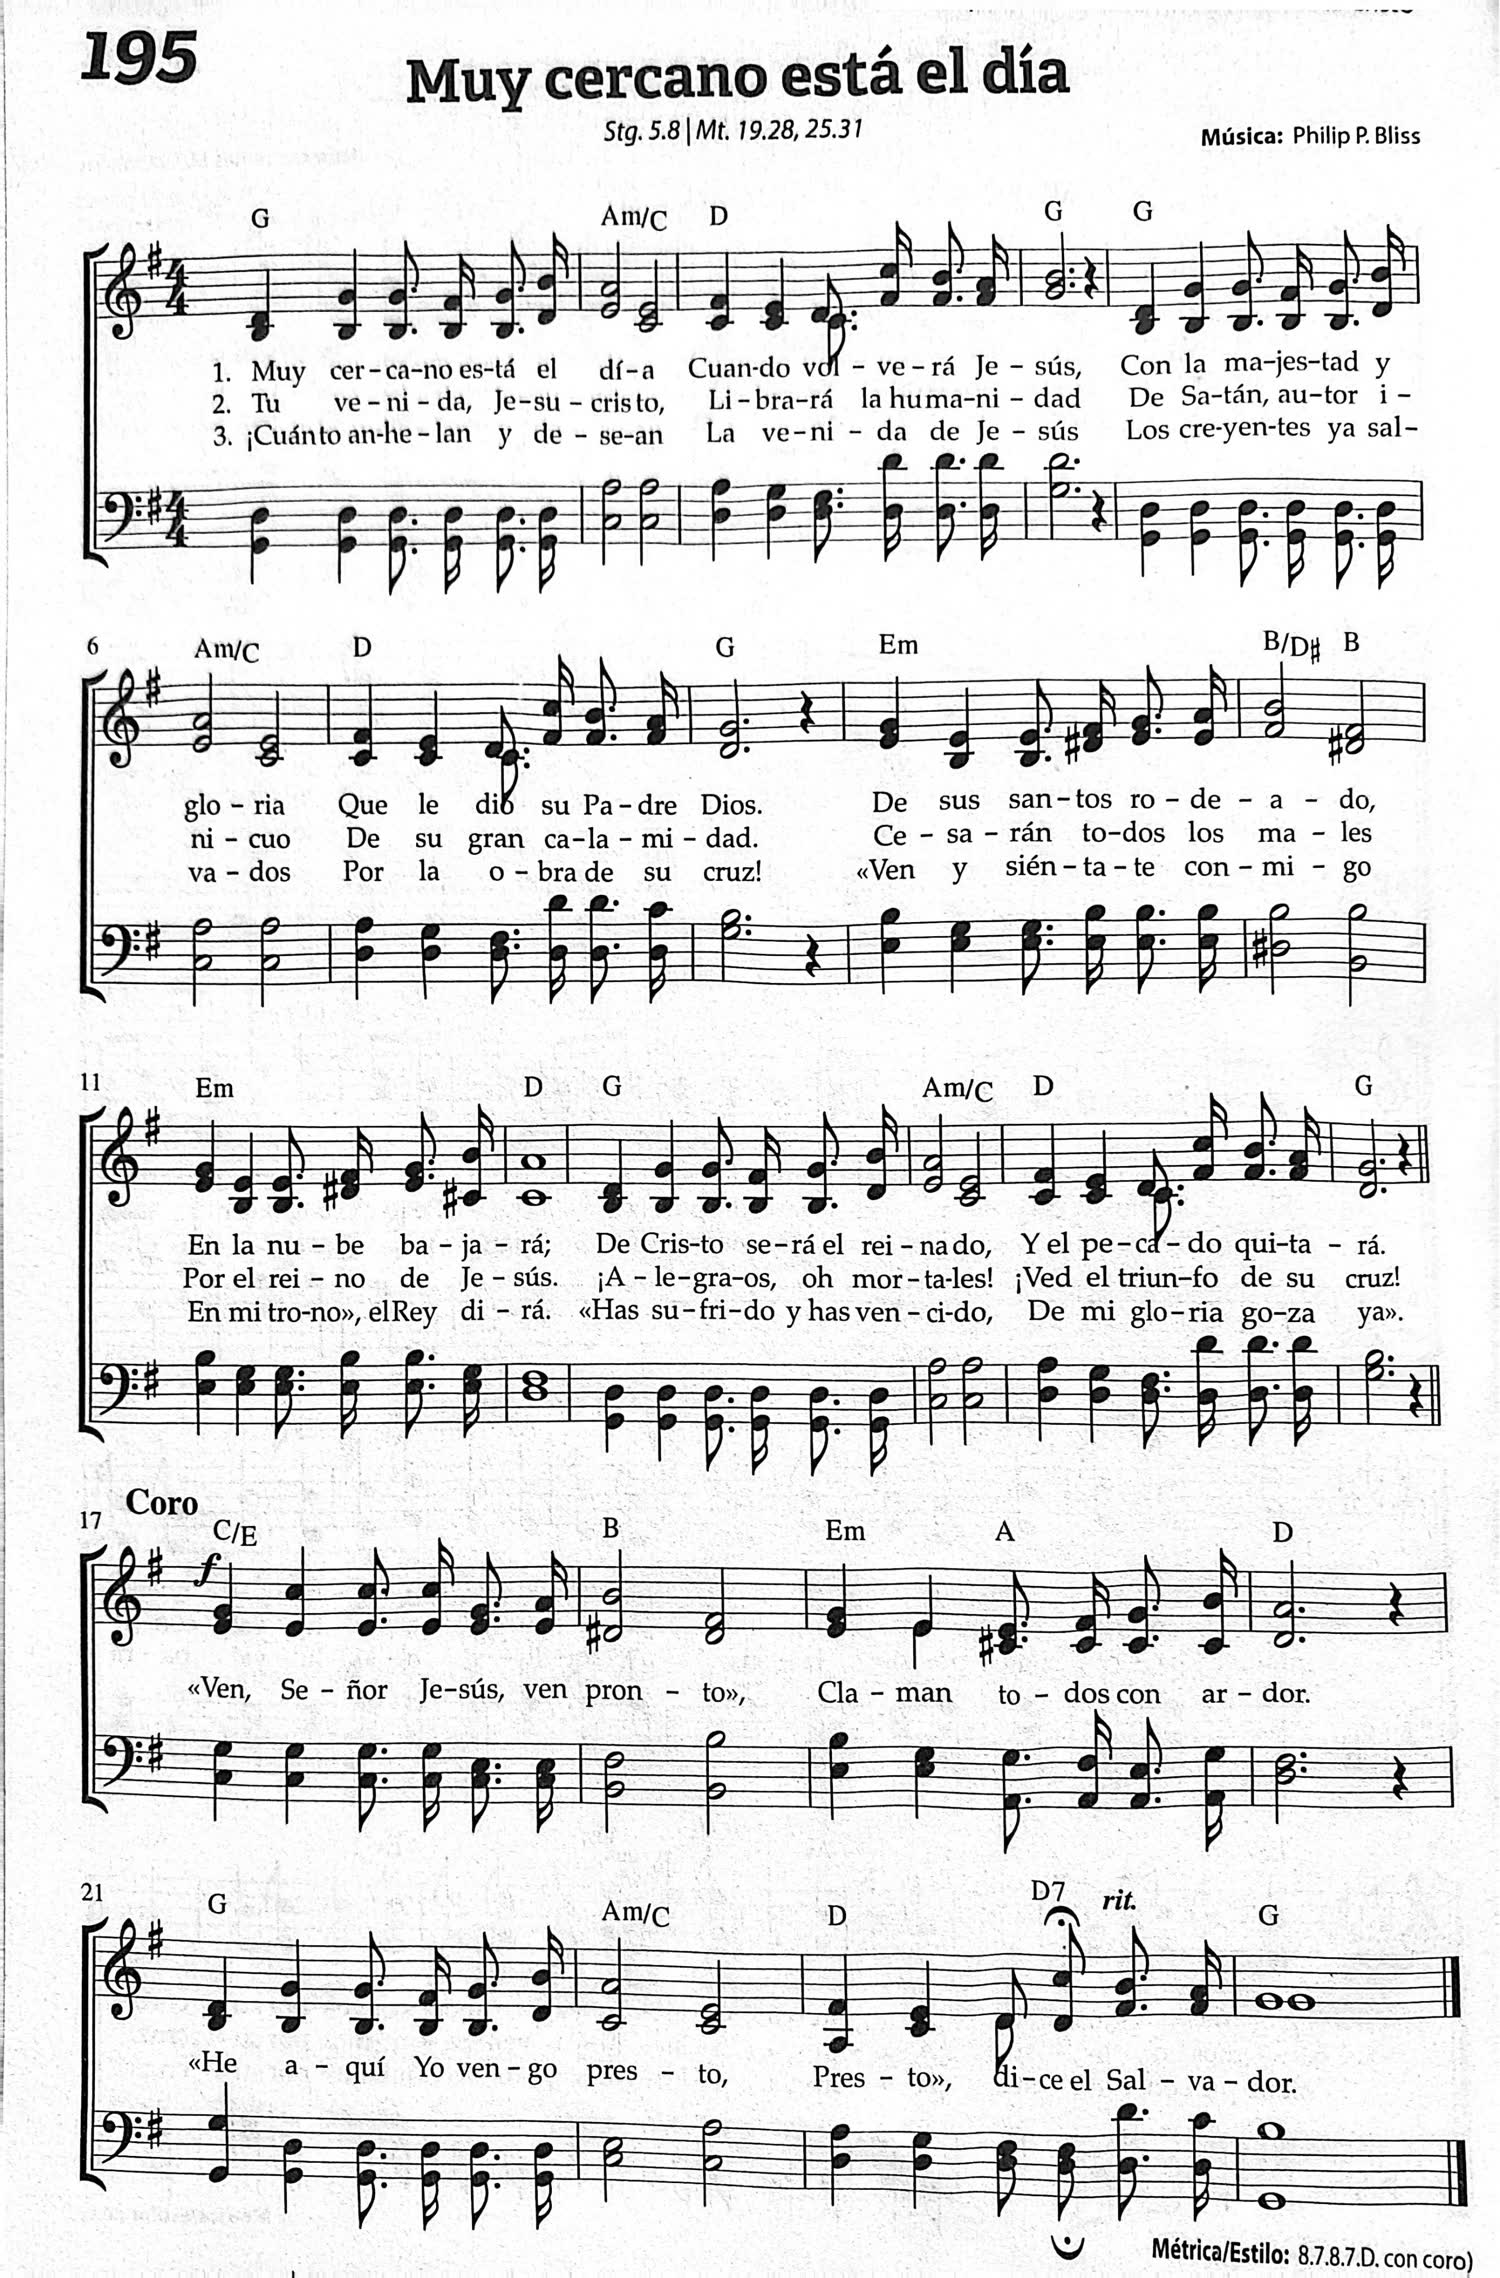 195
Muy cercano está el día
Stg. 5.8 | Mt. 19.28, 25.31
Música: Philip P. Bliss
G Am/C D G G
4/4
1. Muy cer-ca-no es-tá el dí-a Cuan-do vol-ve-rá Je-sús, Con la ma-jes-tad y
2. Tu ve-ni-da, Je-su-cristo, Li-bra-rá la huma-ni-dad De Sa-tán, au-tor i-
3. ¡Cuánto an-he-lan y de-se-an La ve-ni-da de Je-sús Los cre-yen-tes ya sal-
4/4
6 Am/C D G Em B/D# B
glo-ria Que le dio su Pa-dre Dios. De sus san-tos ro-de-a-do,
ni-cuo De su gran ca-la-mi-dad. Ce-sa-rán to-dos los ma-les
va-dos Por la o-bra de su cruz! «Ven y sién-ta-te con-mi-go
11 Em D G Am/C D G
En la nu-be ba-ja-rá; De Cris-to se-rá el rei-nado, Y el pe-ca-do qui-ta-rá.
Por el rei-no de Je-sús. ¡A-le-gra-os, oh mor-ta-les! ¡Ved el triun-fo de su cruz!
En mi tro-no», el Rey di-rá. «Has su-fri-do y has ven-ci-do, De mi glo-ria go-za ya».
Coro
17 C/E B Em A D
f
«Ven, Se-ñor Je-sús, ven pron-to», Cla-man to-dos con ar-dor.
21 G Am/C D D7 rit. G
«He a-quí Yo ven-go pres-to, Pres-to», di-ce el Sal-va-dor.
Métrica/Estilo: 8.7.8.7.D. con coro)